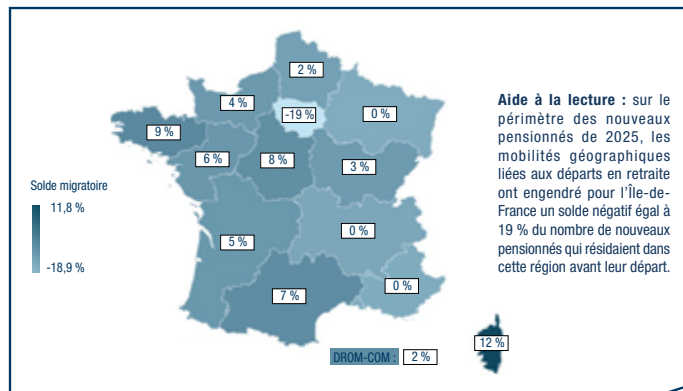 2 %
4 %
-19 %
0 %
9 %
6 %
8 %
3 %
5 %
0 %
0 %
7 %
12 %
DROM-COM : 2 %
Solde migratoire
11,8 %
-18,9 %
Aide à la lecture : sur le
périmètre des nouveaux
pensionnés de 2025, les
mobilités géographiques
liées aux départs en retraite
ont engendré pour l'Île-de-
France un solde négatif égal à
19 % du nombre de nouveaux
pensionnés qui résidaient dans
cette région avant leur départ.